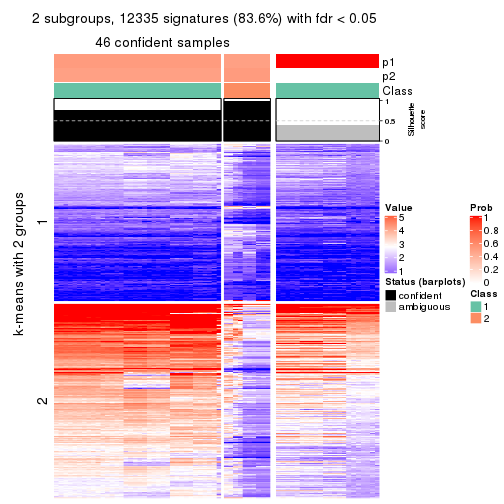 2 subgroups, 12335 signatures (83.6%) with fdr < 0.05
46 confident samples
p1
p2
Class
1
0.5
0
Silhouette
score
k-means with 2 groups
1
2
Value
5
4
3
2
1
Status (barplots)
confident
ambiguous
Prob
1
0.8
0.6
0.4
0.2
0
Class
1
2